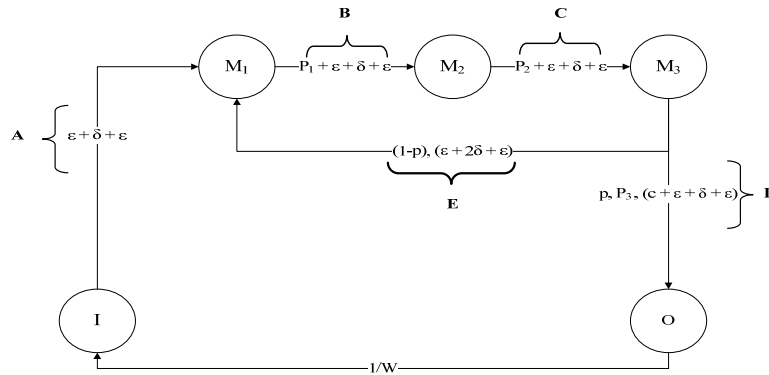 B
C
M₁
P₁ + ε + δ + ε
M₂
P₂ + ε + δ + ε
M₃
A
ε + δ + ε
(1-p), (ε + 2δ + ε)
E
p, P₃ , (c + ε + δ + ε)
I
O
1/W